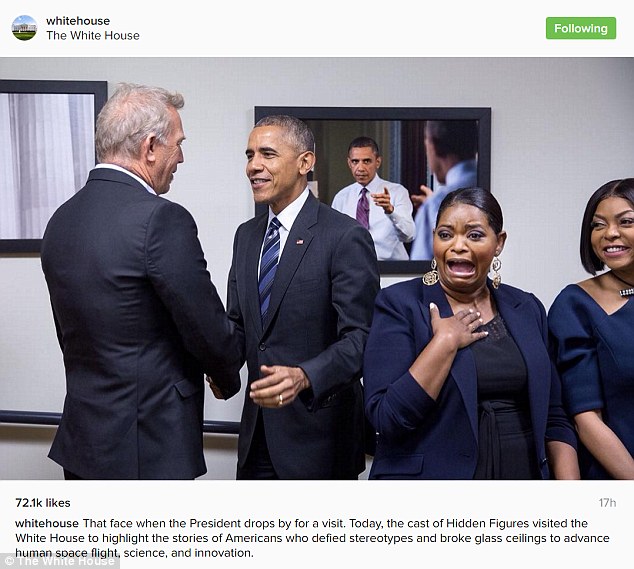 whitehouse
The White House
Following
72.1k likes
17h
whitehouse That face when the President drops by for a visit. Today, the cast of Hidden Figures visited the
White House to highlight the stories of Americans who defied stereotypes and broke glass ceilings to advance
human space flight, science, and innovation.
© The White House